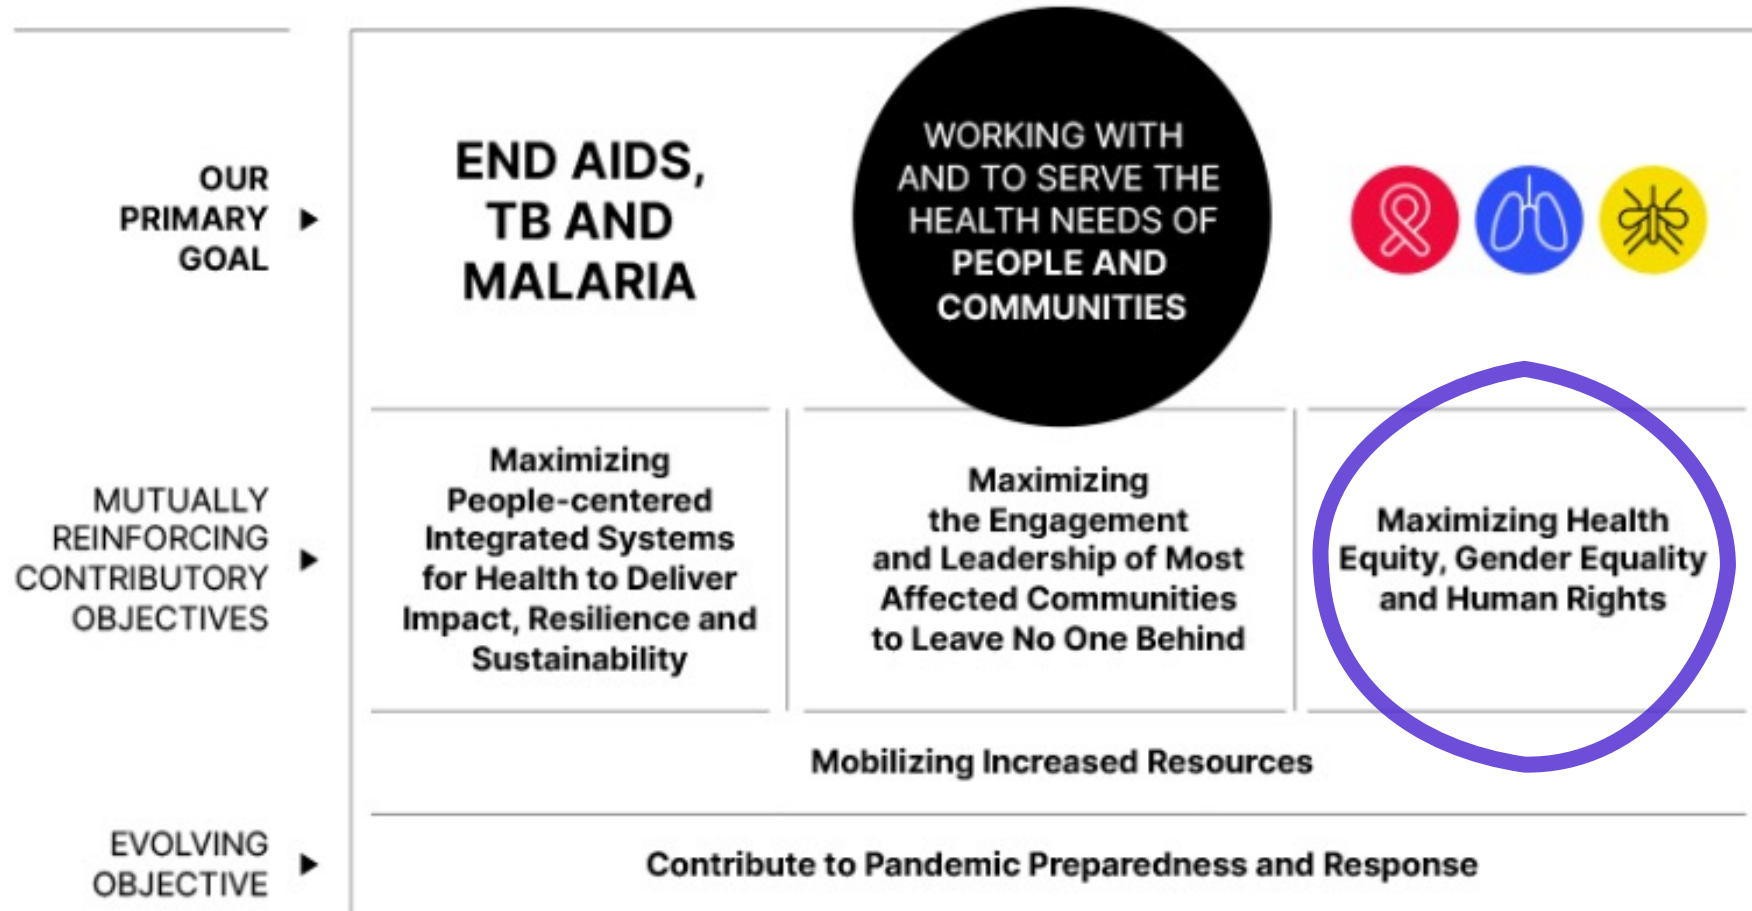 OUR
PRIMARY
GOAL
END AIDS,
TB AND
MALARIA
WORKING WITH
AND TO SERVE THE
HEALTH NEEDS OF
PEOPLE AND
COMMUNITIES
MUTUALLY
REINFORCING
CONTRIBUTORY
OBJECTIVES
Maximizing
People-centered
Integrated Systems
for Health to Deliver
Impact, Resilience and
Sustainability
Maximizing
the Engagement
and Leadership of Most
Affected Communities
to Leave No One Behind
Maximizing Health
Equity, Gender Equality
and Human Rights
Mobilizing Increased Resources
EVOLVING
OBJECTIVE
Contribute to Pandemic Preparedness and Response